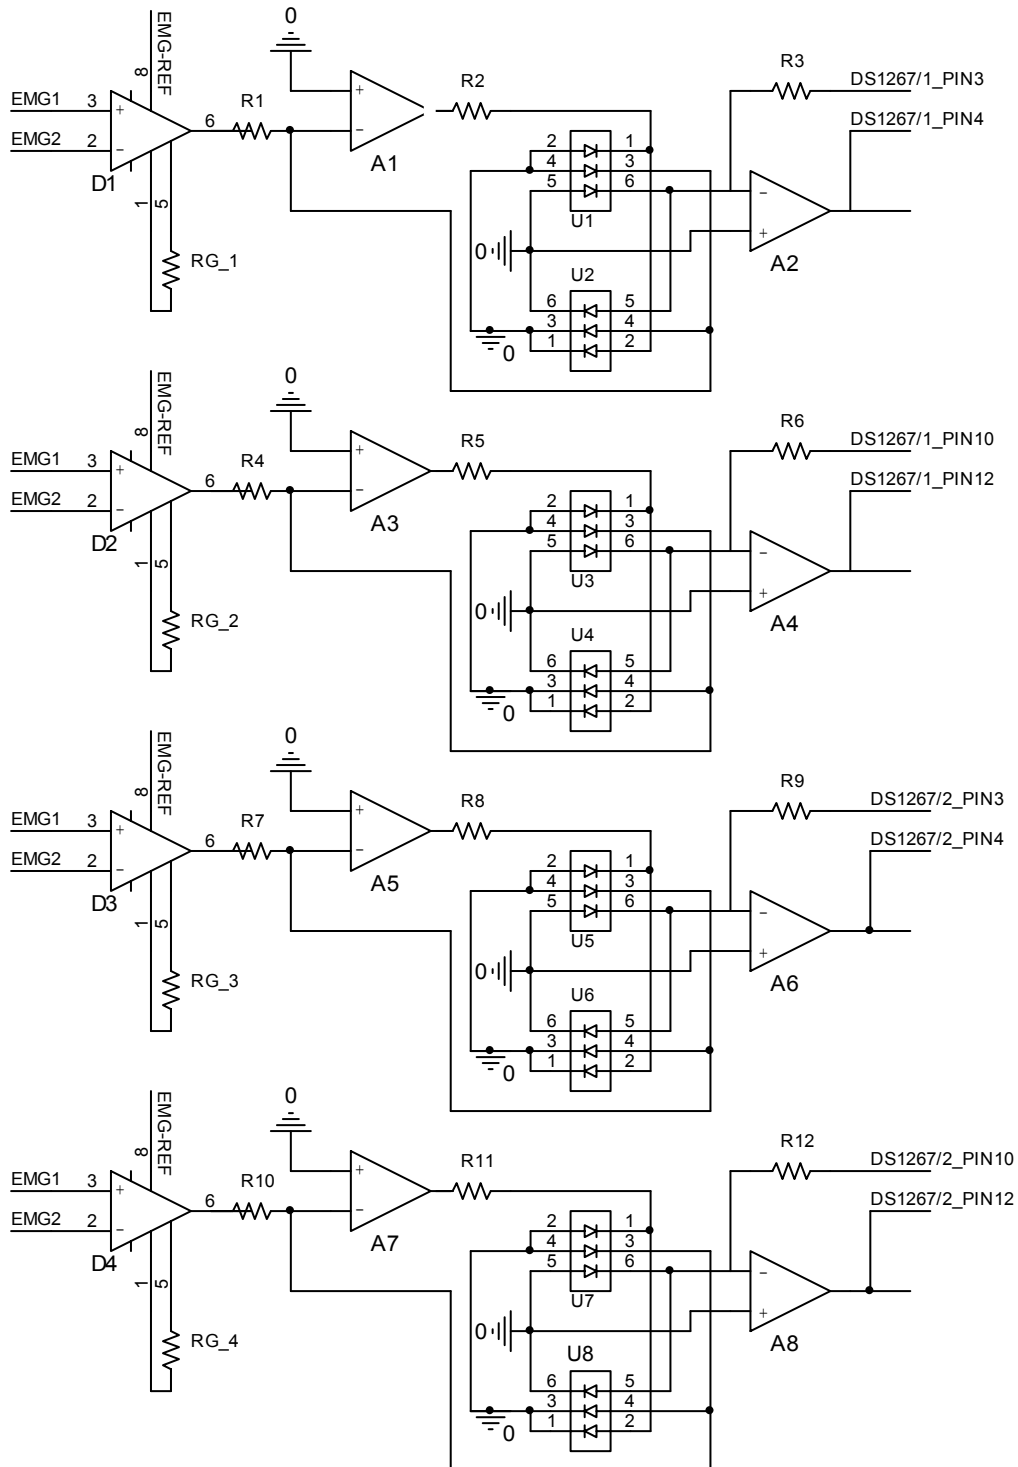 0
EMG-REF
8
R3
DS1267/1_PIN3
R2
EMG1 3 + R1 + DS1267/1_PIN4
6
EMG2 2 − − 2 1
A1 4 3
D1 5 6 −
1 5 U1
+
0 A2
RG_1 U2
6 5
3 4
0 1 2
0
EMG-REF
8
R6
DS1267/1_PIN10
R5
EMG1 3 + R4 + DS1267/1_PIN12
6
EMG2 2 − − 2 1
A3 4 3
D2 5 6 −
1 5 U3
+
0 A4
RG_2 U4
6 5
3 4
0 1 2
0
EMG-REF
8
R9
DS1267/2_PIN3
R8
EMG1 3 + R7 + DS1267/2_PIN4
6
EMG2 2 − − 2 1
A5 4 3
D3 5 6 −
1 5 U5
+
0 A6
RG_3 U6
6 5
3 4
0 1 2
0
EMG-REF
8
R12
DS1267/2_PIN10
R11
EMG1 3 + R10 + DS1267/2_PIN12
6
EMG2 2 − − 2 1
A7 4 3
D4 5 6 −
1 5 U7
+
0 A8
RG_4 U8
6 5
3 4
0 1 2